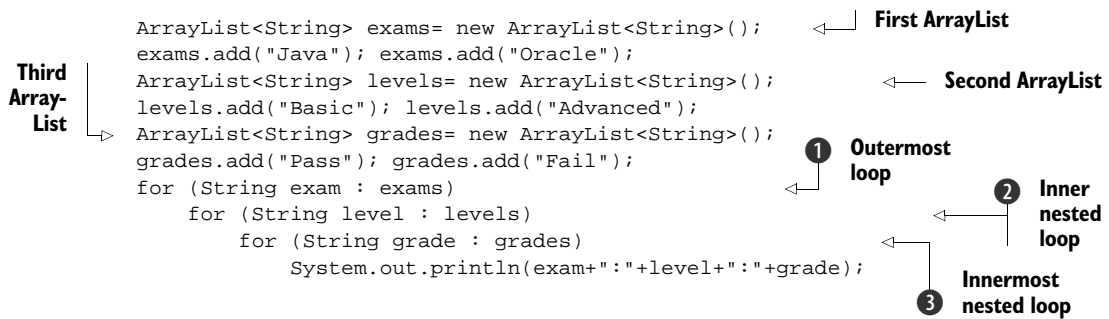 ArrayList<String> exams= new ArrayList<String>();
First ArrayList
exams.add("Java"); exams.add("Oracle");
Third
Array-
List
ArrayList<String> levels= new ArrayList<String>();
Second ArrayList
levels.add("Basic"); levels.add("Advanced");
ArrayList<String> grades= new ArrayList<String>();
grades.add("Pass"); grades.add("Fail");
1 Outermost
loop
for (String exam : exams)
2 Inner
nested
loop
for (String level : levels)
for (String grade : grades)
System.out.println(exam+":"+level+":"+grade);
3 Innermost
nested loop